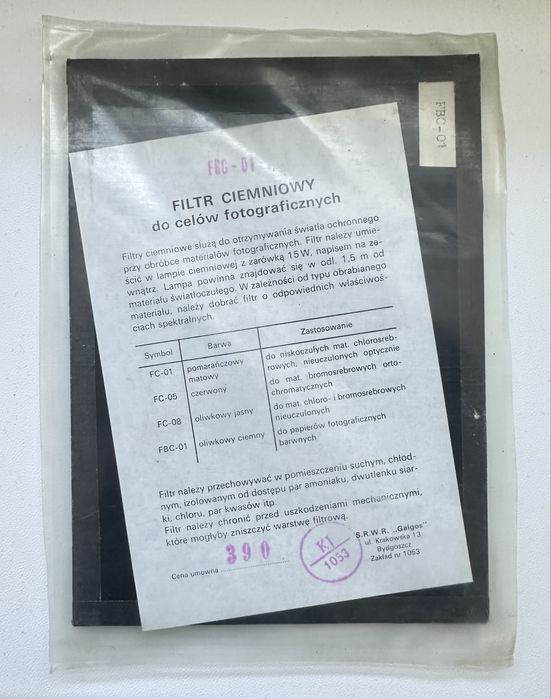 FBC-01
FBC-01
FILTR CIEMNIOWY
do celów fotograficznych
Filtry ciemniowe służą do otrzymywania światła ochronnego
przy obróbce materiałów fotograficznych. Filtr należy umie-
ścić w lampie ciemniowej z żarówką 15W, napisem na ze-
wnątrz. Lampa powinna znajdować się w odl. 1,5 m od
materiału światłoczułego. W zależności od typu obrabianego
materiału, należy dobrać filtr o odpowiednich właściwoś-
ciach spektralnych.
Symbol Barwa Zastosowanie
FC-01 pomarańczowy matowy do niskoczułych mat. chlorosreb-
rowych, nieuczulonych optycznie
FC-05 czerwony do mat. bromosrebrowych orto-
chromatycznych
FC-08 oliwkowy jasny do mat. chloro- i bromosrebrowych
nieuczulonych
FBC-01 oliwkowy ciemny do papierów fotograficznych
barwnych
Filtr należy przechowywać w pomieszczeniu suchym, chłod-
nym, izolowanym od dostępu par amoniaku, dwutlenku siar-
ki, chloru, par kwasów itp.
Filtr należy chronić przed uszkodzeniami mechanicznymi,
które mogłyby zniszczyć warstwę filtrową.
Cena umowna 390
KJ
1053
S.R.W.R. „Gałgos"
ul. Krakowska 13
Bydgoszcz
Zakład nr 1053